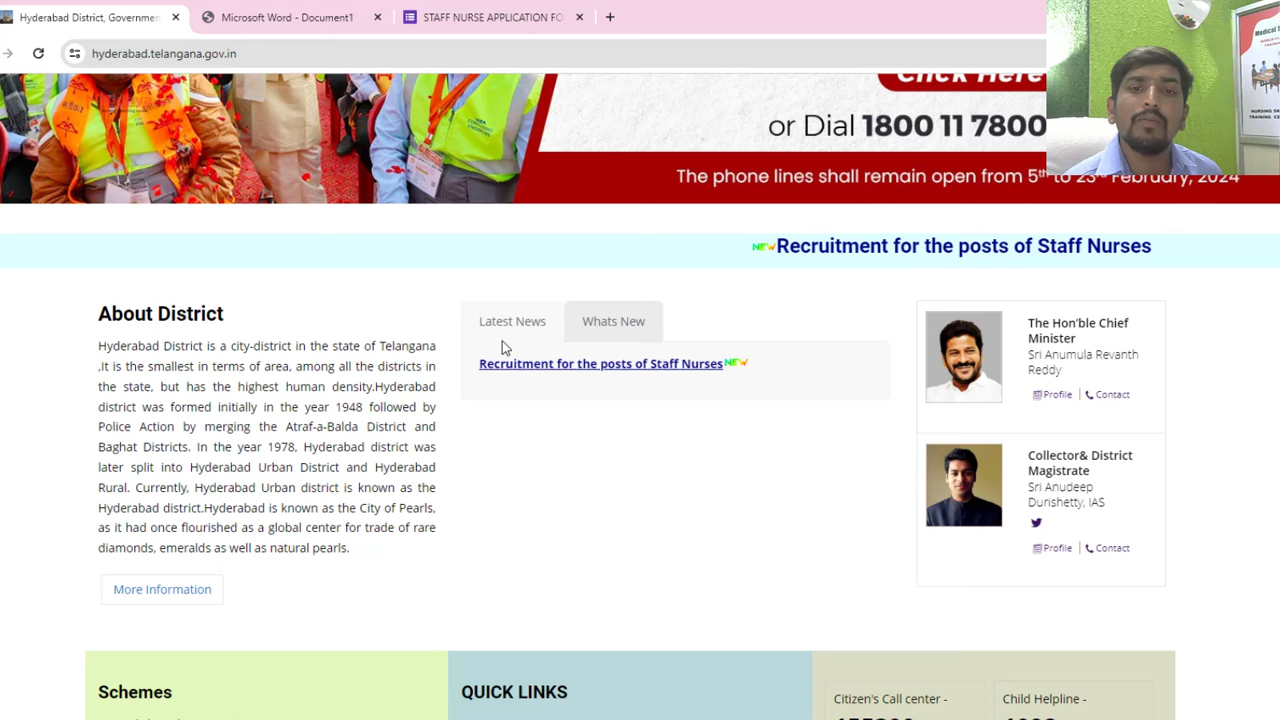 Hyderabad District, Governmen
Microsoft Word - Document1
STAFF NURSE APPLICATION FO
hyderabad.telangana.gov.in
Click Here
or Dial 1800 11 7800
The phone lines shall remain open from 5th to 23rd February, 2024
NEW Recruitment for the posts of Staff Nurses
About District
Hyderabad District is a city-district in the state of Telangana
,It is the smallest in terms of area, among all the districts in
the state, but has the highest human density.Hyderabad
district was formed initially in the year 1948 followed by
Police Action by merging the Atraf-a-Balda District and
Baghat Districts. In the year 1978, Hyderabad district was
later split into Hyderabad Urban District and Hyderabad
Rural. Currently, Hyderabad Urban district is known as the
Hyderabad district.Hyderabad is known as the City of Pearls,
as it had once flourished as a global center for trade of rare
diamonds, emeralds as well as natural pearls.
More Information
Latest News
Whats New
Recruitment for the posts of Staff Nurses NEW
The Hon'ble Chief
Minister
Sri Anumula Revanth
Reddy
Profile
Contact
Collector& District
Magistrate
Sri Anudeep
Durishetty, IAS
Profile
Contact
Schemes
QUICK LINKS
Citizen's Call center -
Child Helpline -
Medical S
NURSING SK
TRAINING CE